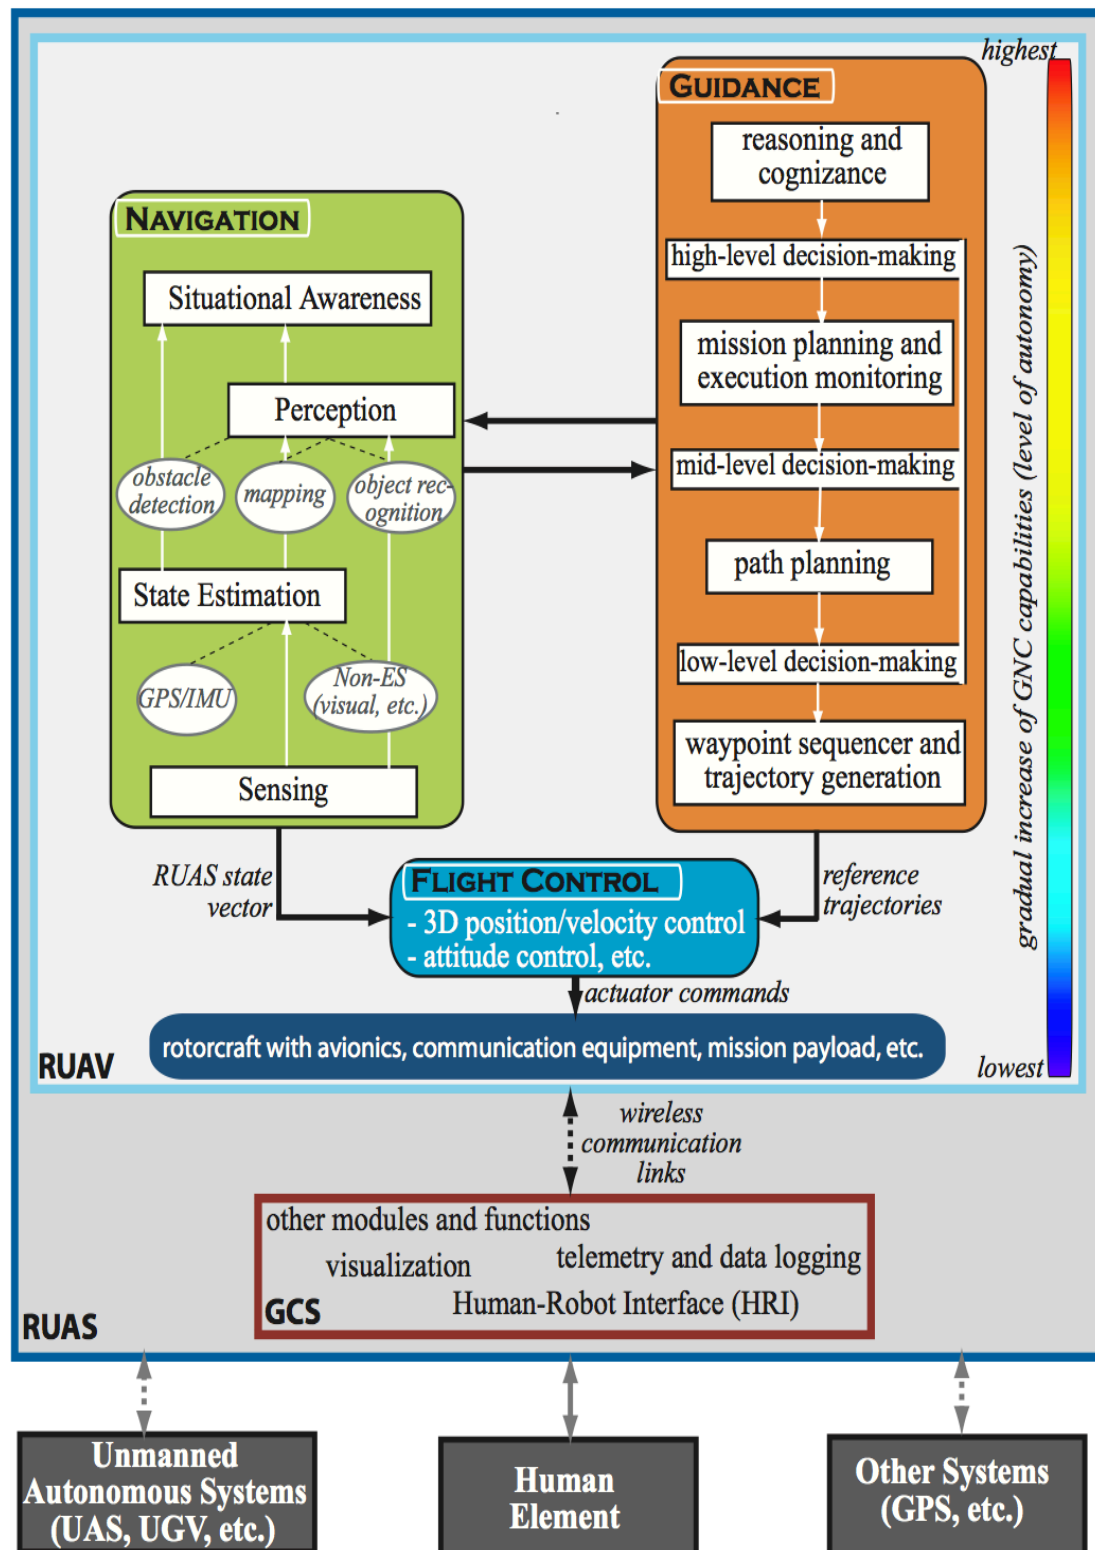 highest
GUIDANCE
reasoning and
cognizance
high-level decision-making
mission planning and
execution monitoring
mid-level decision-making
path planning
low-level decision-making
waypoint sequencer and
trajectory generation
NAVIGATION
Situational Awareness
Perception
obstacle
detection
mapping
object rec-
ognition
State Estimation
GPS/IMU
Non-ES
(visual, etc.)
Sensing
gradual increase of GNC capabilities (level of autonomy)
RUAS state
vector
FLIGHT CONTROL
- 3D position/velocity control
- attitude control, etc.
reference
trajectories
actuator commands
rotorcraft with avionics, communication equipment, mission payload, etc.
RUAV
lowest
wireless
communication
links
other modules and functions
visualization
telemetry and data logging
Human-Robot Interface (HRI)
GCS
RUAS
Unmanned
Autonomous Systems
(UAS, UGV, etc.)
Human
Element
Other Systems
(GPS, etc.)